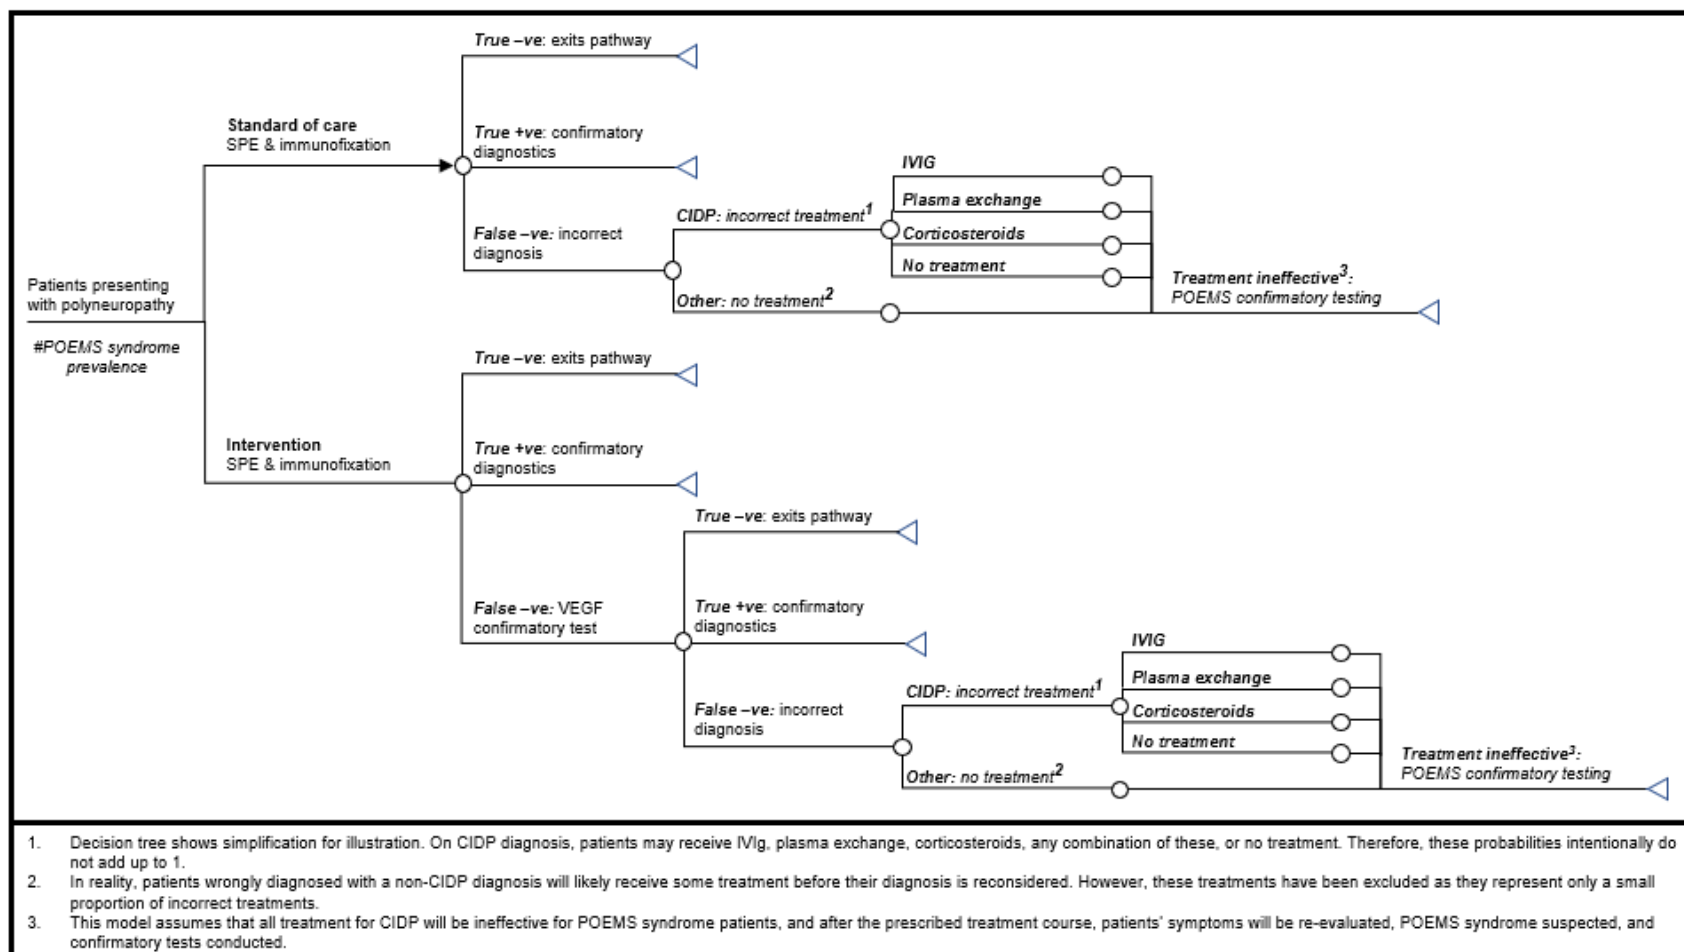 True –ve: exits pathway
Standard of care
SPE & immunofixation
True +ve: confirmatory
diagnostics
IVIG
Plasma exchange
CIDP: incorrect treatment1
Corticosteroids
False –ve: incorrect
diagnosis
No treatment
Treatment ineffective3:
POEMS confirmatory testing
Other: no treatment2
Patients presenting
with polyneuropathy
#POEMS syndrome
prevalence
True –ve: exits pathway
Intervention
SPE & immunofixation
True +ve: confirmatory
diagnostics
True –ve: exits pathway
False –ve: VEGF
confirmatory test
True +ve: confirmatory
diagnostics
IVIG
Plasma exchange
CIDP: incorrect treatment1
Corticosteroids
False –ve: incorrect
diagnosis
No treatment
Treatment ineffective3:
POEMS confirmatory testing
Other: no treatment2
1. Decision tree shows simplification for illustration. On CIDP diagnosis, patients may receive IVIg, plasma exchange, corticosteroids, any combination of these, or no treatment. Therefore, these probabilities intentionally do
not add up to 1.
2. In reality, patients wrongly diagnosed with a non-CIDP diagnosis will likely receive some treatment before their diagnosis is reconsidered. However, these treatments have been excluded as they represent only a small
proportion of incorrect treatments.
3. This model assumes that all treatment for CIDP will be ineffective for POEMS syndrome patients, and after the prescribed treatment course, patients' symptoms will be re-evaluated, POEMS syndrome suspected, and
confirmatory tests conducted.